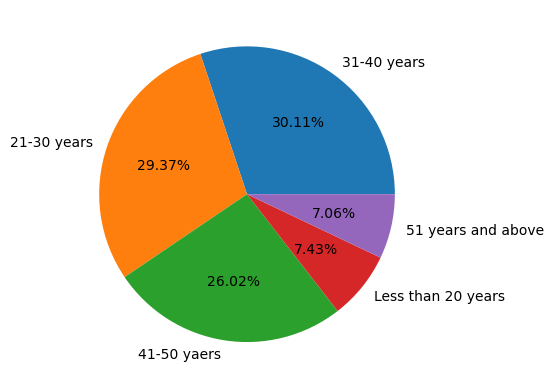 31-40 years
30.11%
21-30 years
29.37%
7.06%
51 years and above
7.43%
26.02%
Less than 20 years
41-50 yaers